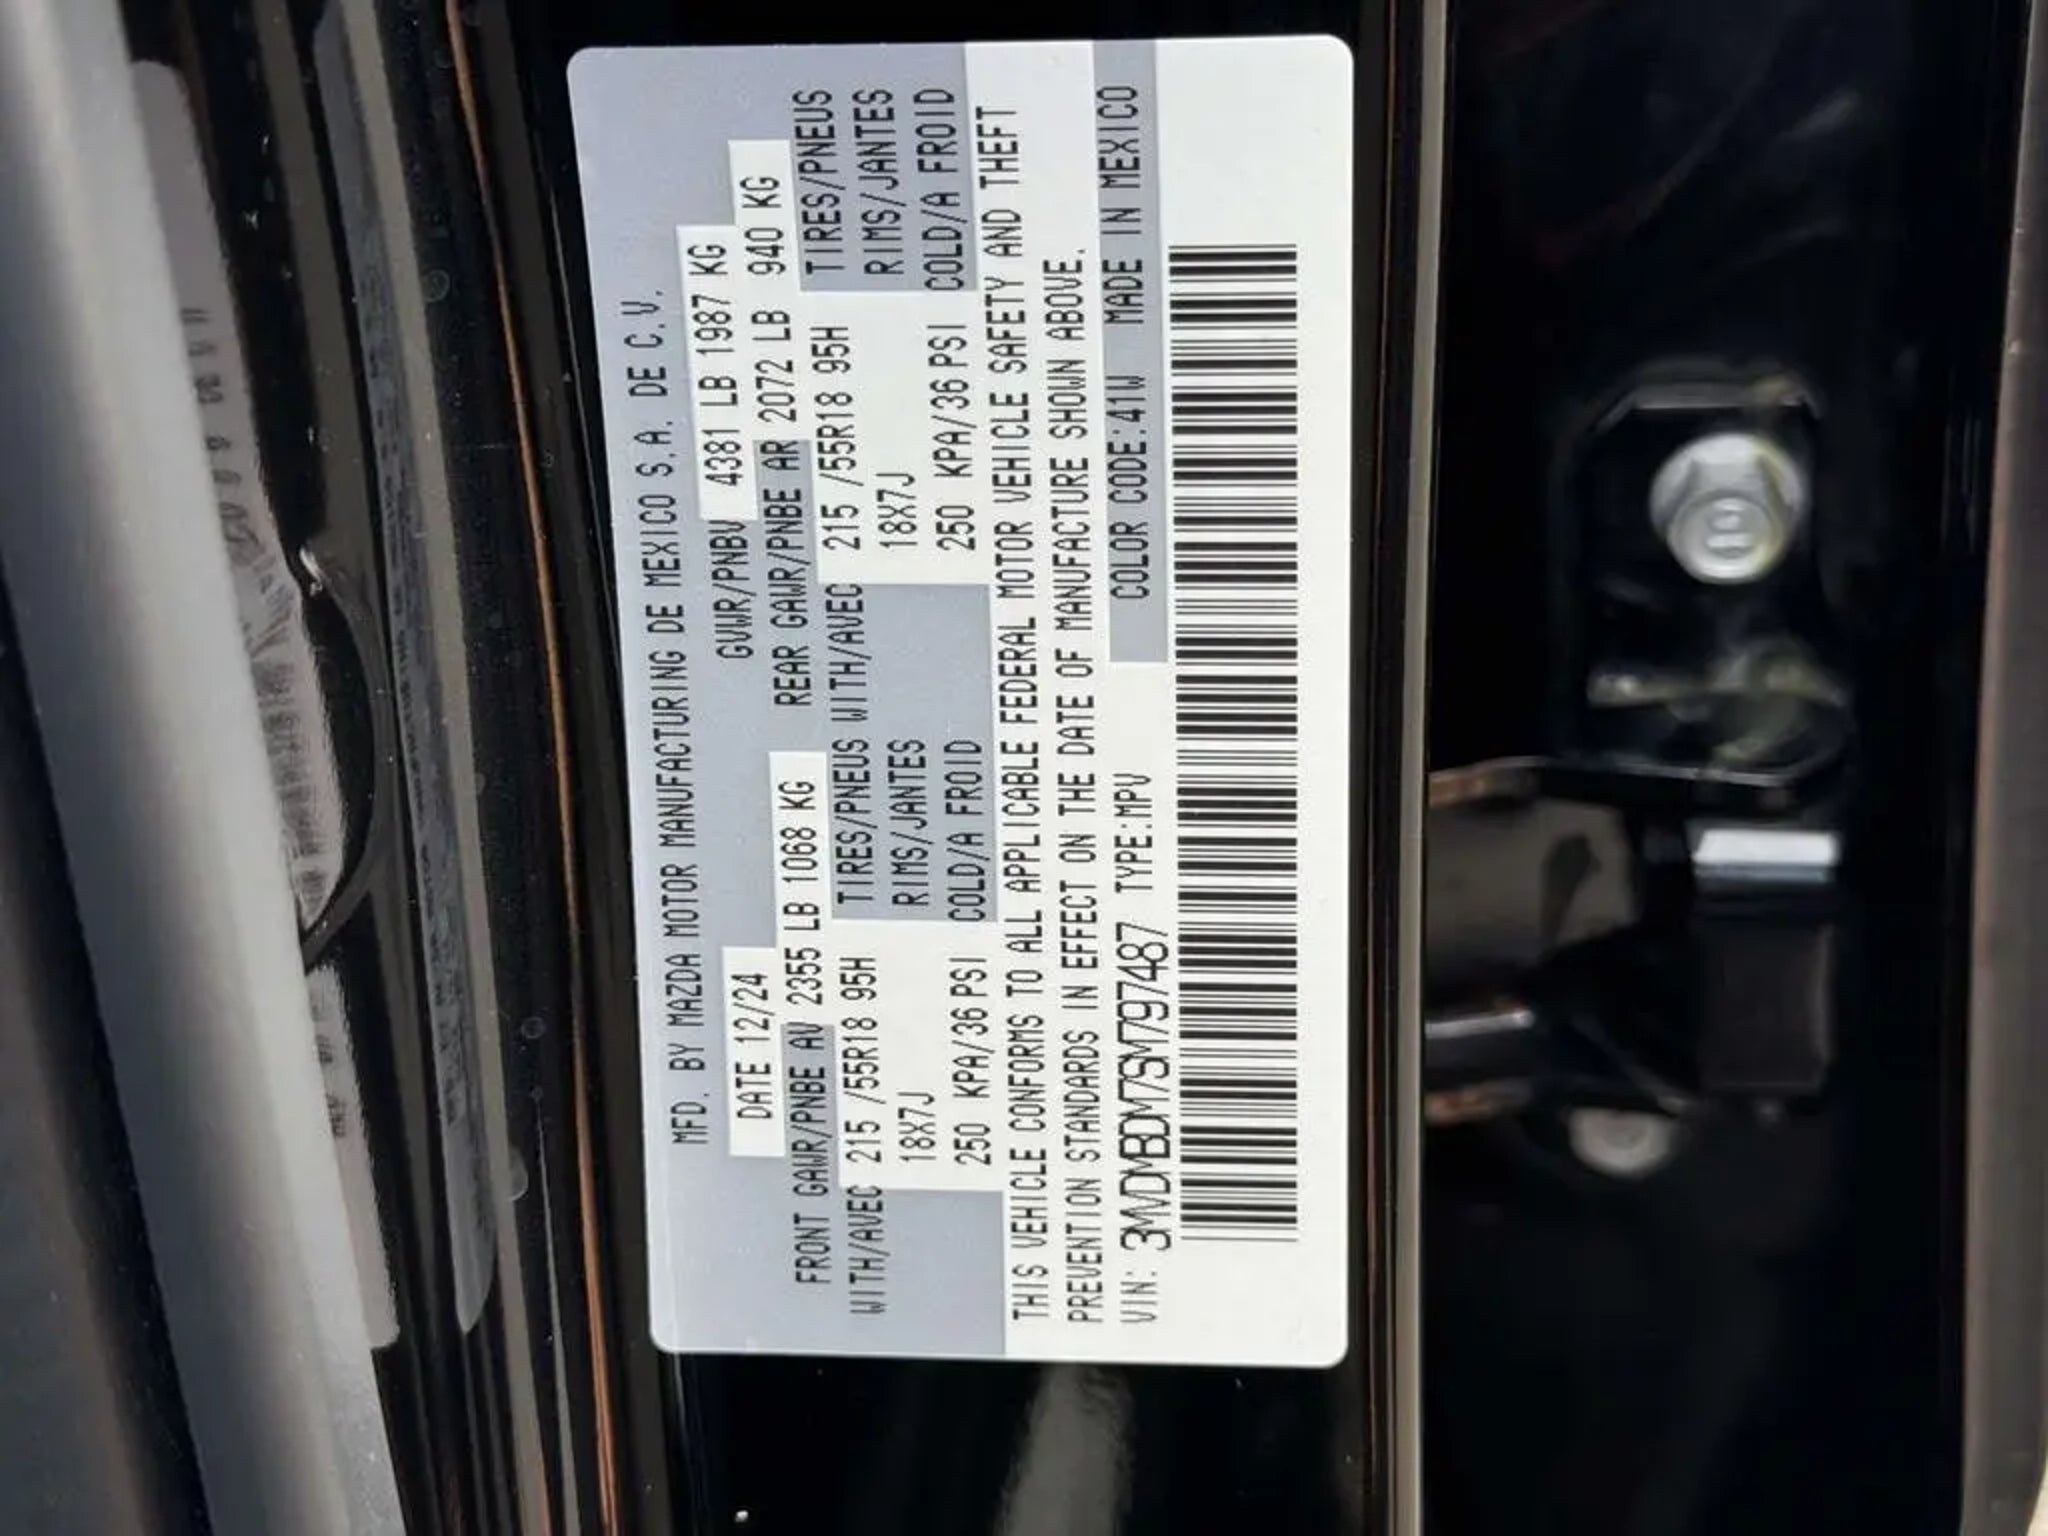 MFD. BY MAZDA MOTOR MANUFACTURING DE MEXICO S.A. DE C.V.
DATE 12/24 GVWR/PNBV 4381 LB 1987 KG
FRONT GAWR/PNBE AV 2355 LB 1068 KG REAR GAWR/PNBE AR 2072 LB 940 KG
WITH/AVEC 215 /55R18 95H TIRES/PNEUS WITH/AVEC 215 /55R18 95H TIRES/PNEUS
18X7J RIMS/JANTES 18X7J RIMS/JANTES
250 KPA/36 PSI COLD/A FROID 250 KPA/36 PSI COLD/A FROID
THIS VEHICLE CONFORMS TO ALL APPLICABLE FEDERAL MOTOR VEHICLE SAFETY AND THEFT
PREVENTION STANDARDS IN EFFECT ON THE DATE OF MANUFACTURE SHOWN ABOVE.
VIN: 3MVDMBDM7SM797487 TYPE:MPV COLOR CODE:41W MADE IN MEXICO